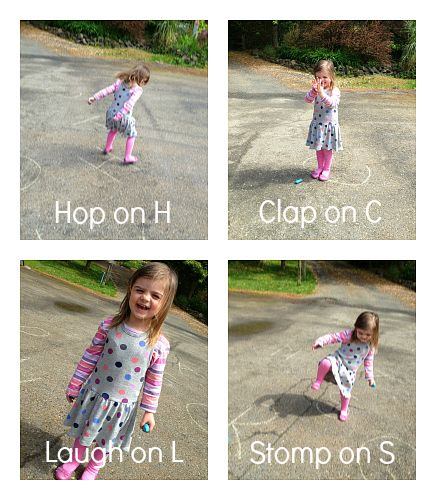 Hop on H
Clap on C
Laugh on L
Stomp on S